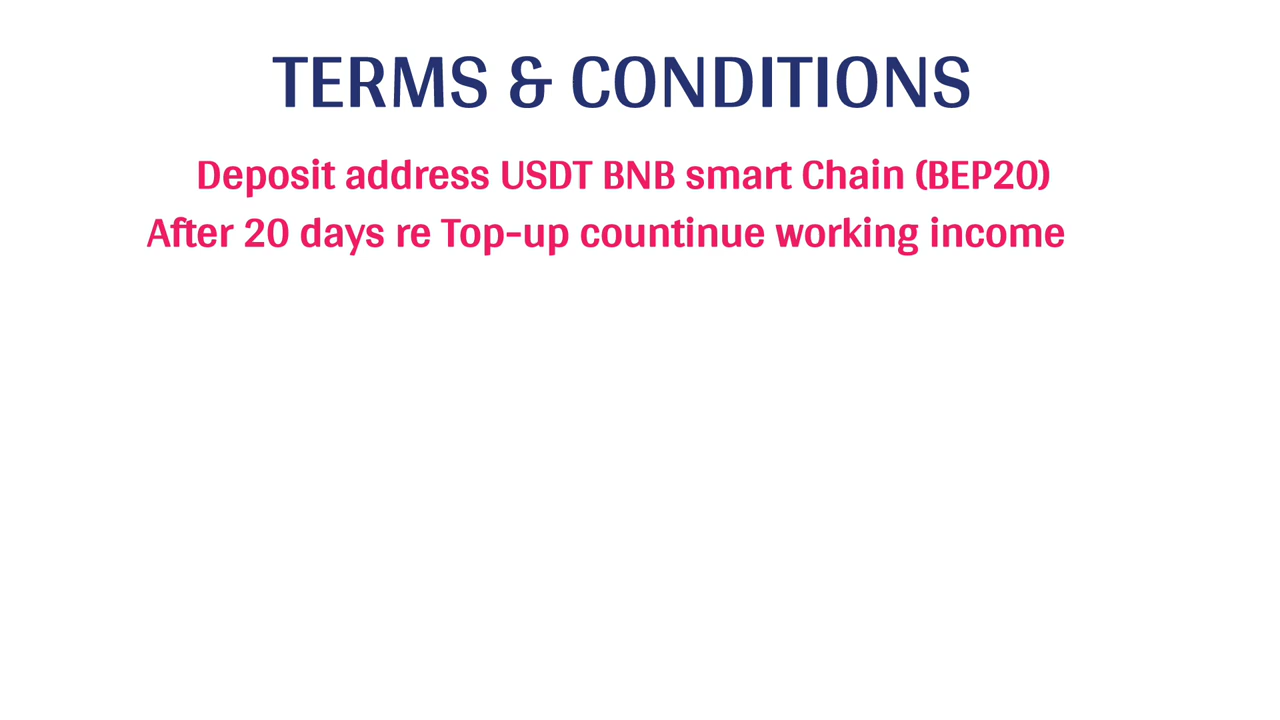 TERMS & CONDITIONS
Deposit address USDT BNB smart Chain (BEP20)
After 20 days re Top-up countinue working income